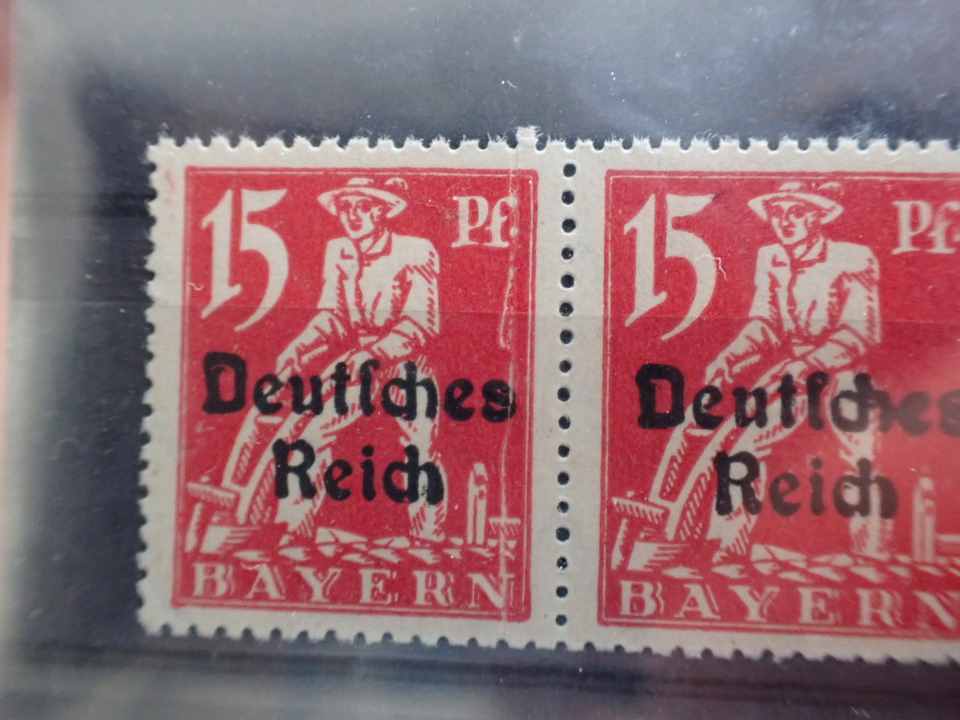 15 Pf
Deutſches
Reich
BAYERN
15 Pf
Deutſches
Reich
BAYERN